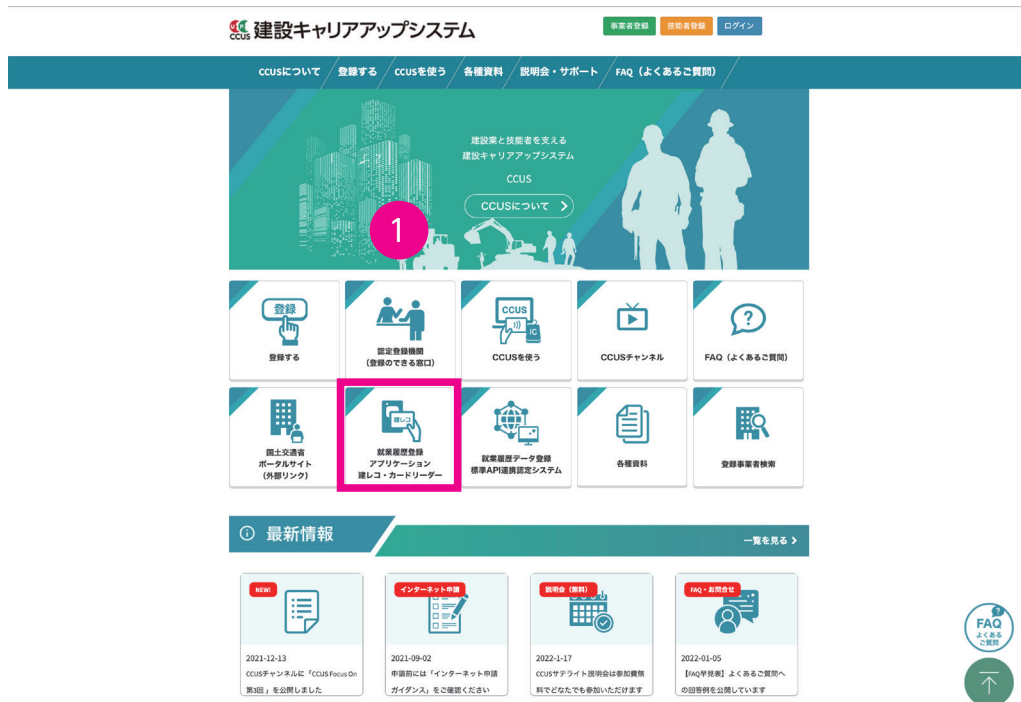 CCUS 建設キャリアアップシステム
事業者登録 技能者登録 ログイン
CCUSについて 登録する CCUSを使う 各種資料 説明会・サポート FAQ（よくあるご質問）
建設業と技能者を支える
建設キャリアアップシステム
CCUS
CCUSについて
1
登録
登録する
認定登録機関
（登録のできる窓口）
CCUS
IC
CCUSを使う
CCUSチャンネル
?
FAQ（よくあるご質問）
国土交通省
ポータルサイト
（外部リンク）
建レコ
就業履歴登録
アプリケーション
建レコ・カードリーダー
就業履歴データ登録
標準API連携認定システム
各種資料
登録事業者検索
最新情報
一覧を見る
NEW!
2021-12-13
CCUSチャンネルに「CCUS Focus On
第3回」を公開しました
インターネット申請
2021-09-02
申請前には「インターネット申請
ガイダンス」をご確認ください
説明会（無料）
2022-1-17
CCUSサテライト説明会は参加費無
料でどなたでも参加いただけます
FAQ・お問合せ
2022-01-05
【FAQ早見表】よくあるご質問へ
の回答例を公開しています
?
FAQ
よくある
ご質問